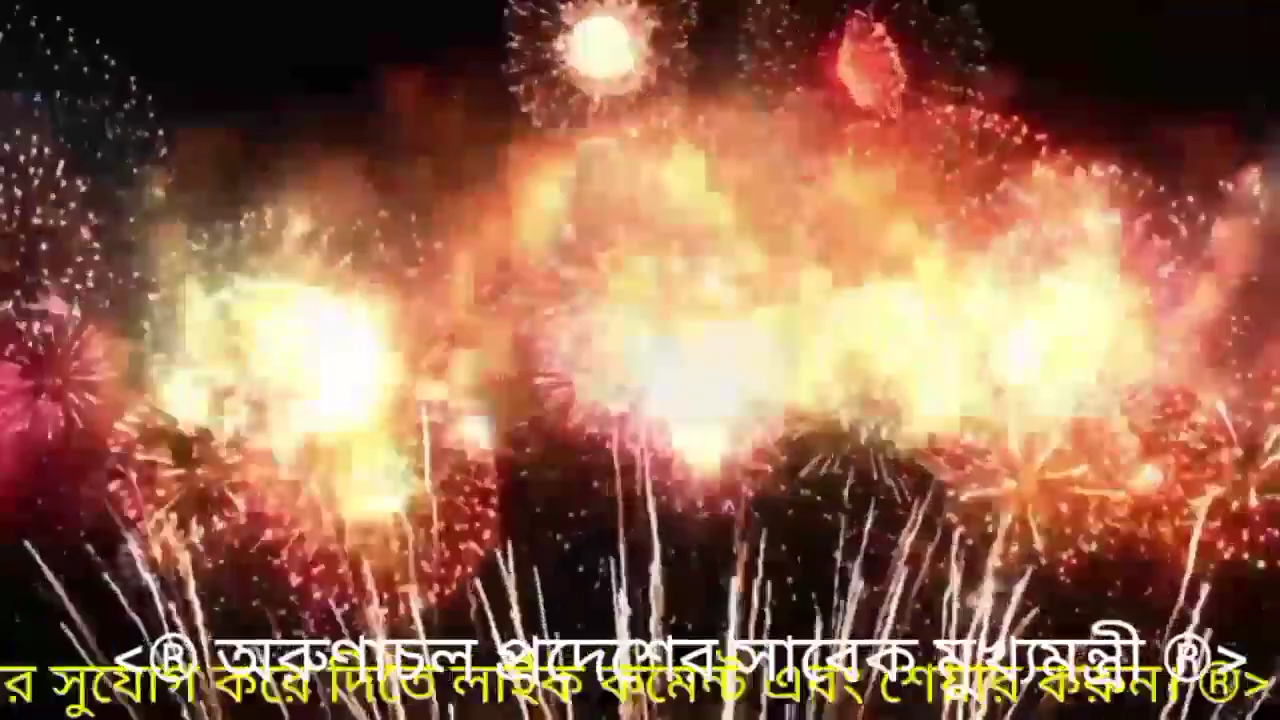 <® অরুণাচল প্রদেশের সাবেক মুখ্যমন্ত্রী ®>
র সুযোগ করে দিতে লাইক কমেন্ট এবং শেয়ার করুন। ®>